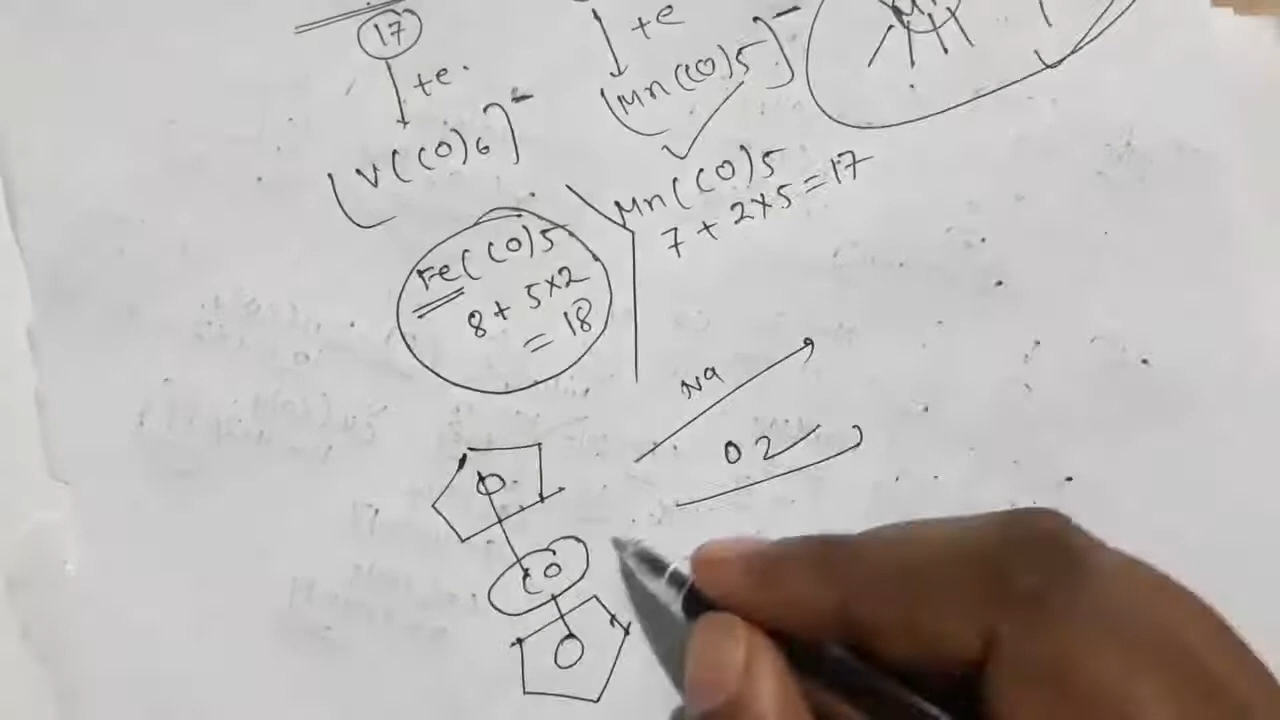 17
+e
+e.
[Mn(CO)5]⁻
[V(CO)6]⁻
Mn(CO)5
7+2×5=17
Fe(CO)5
8+5×2
=18
Na
O2
Co